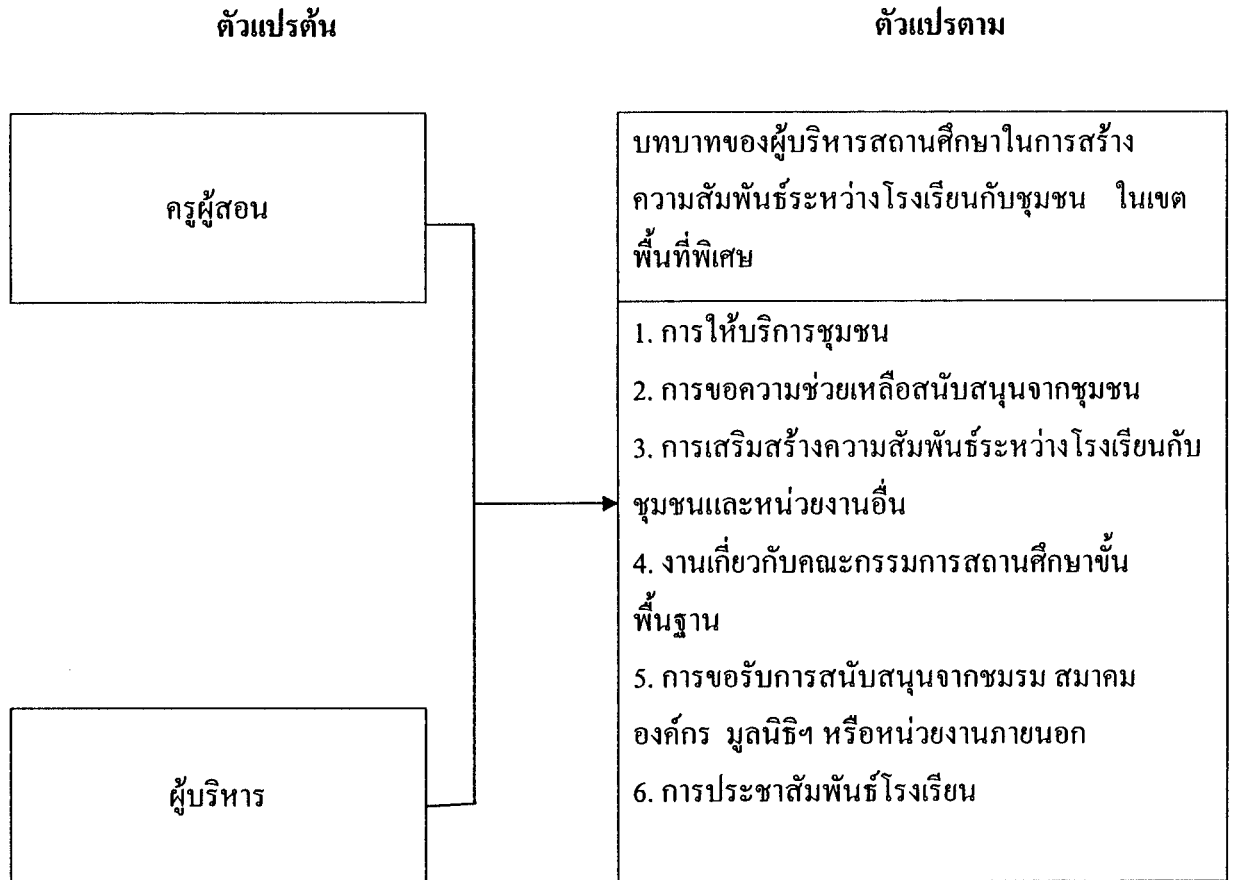 ตัวแปรต้น
ตัวแปรตาม
ครูผู้สอน
ผู้บริหาร
บทบาทของผู้บริหารสถานศึกษาในการสร้าง
ความสัมพันธ์ระหว่างโรงเรียนกับชุมชน ในเขต
พื้นที่พิเศษ
1. การให้บริการชุมชน
2. การขอความช่วยเหลือสนับสนุนจากชุมชน
3. การเสริมสร้างความสัมพันธ์ระหว่างโรงเรียนกับ
ชุมชนและหน่วยงานอื่น
4. งานเกี่ยวกับคณะกรรมการสถานศึกษาขั้น
พื้นฐาน
5. การขอรับการสนับสนุนจากชมรม สมาคม
องค์กร มูลนิธิฯ หรือหน่วยงานภายนอก
6. การประชาสัมพันธ์โรงเรียน